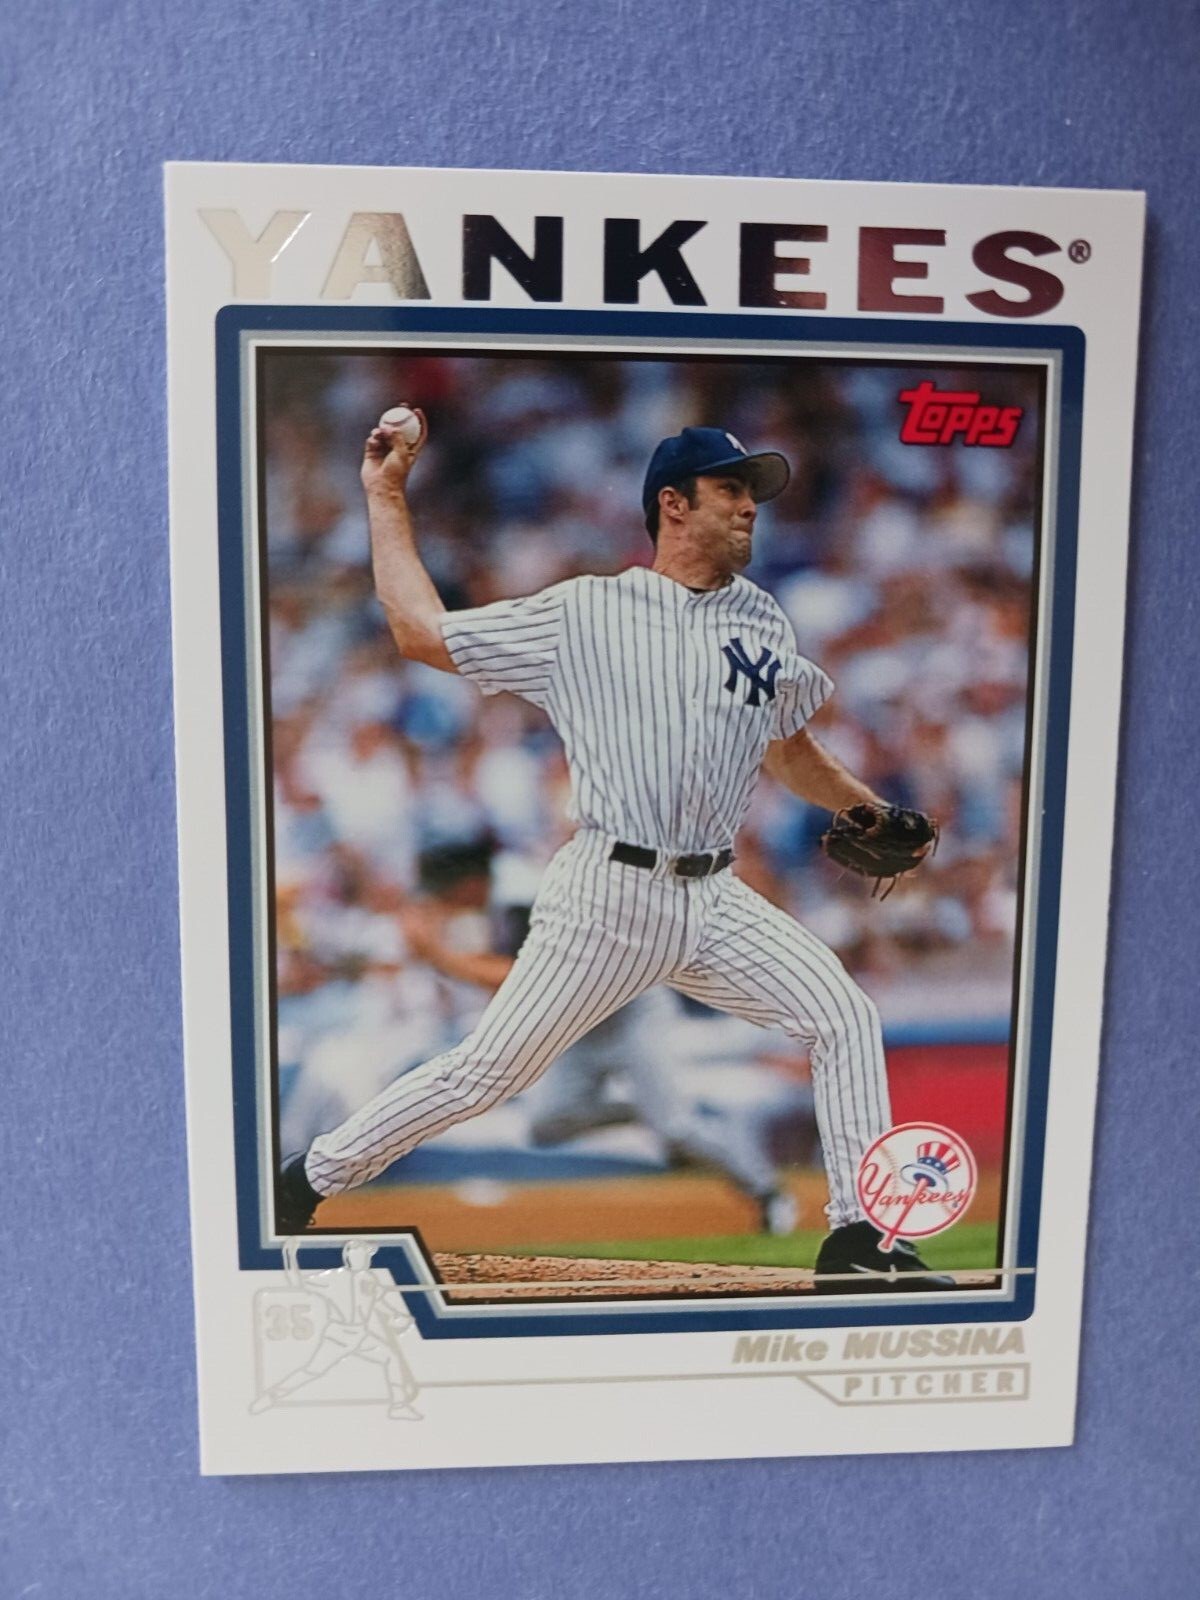 YANKEES®
Topps
NY
Yankees
35
Mike MUSSINA
PITCHER